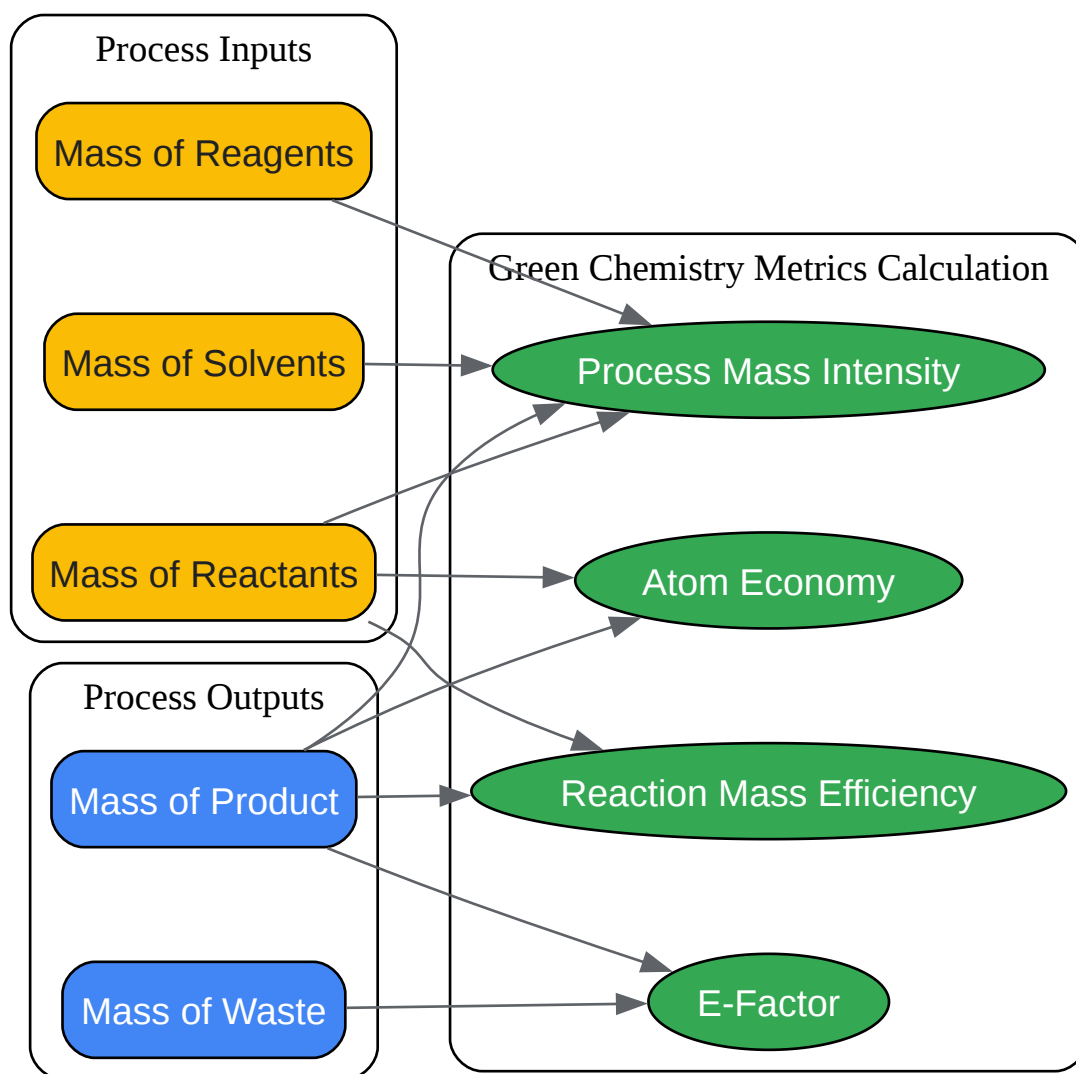 Process Inputs
Mass of Reagents
Mass of Solvents
Mass of Reactants
Process Outputs
Mass of Product
Mass of Waste
Green Chemistry Metrics Calculation
Process Mass Intensity
Atom Economy
Reaction Mass Efficiency
E-Factor